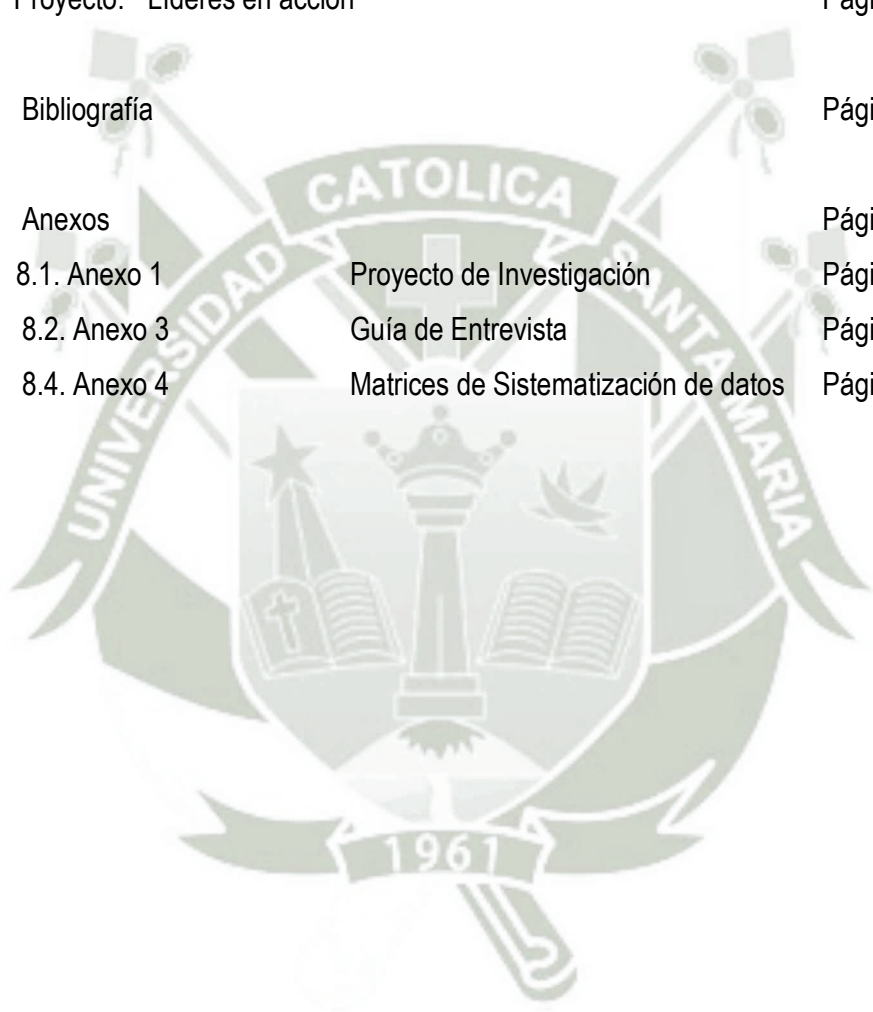 Proyecto: "Líderes en acción"
Bibliografía Pági
Anexos Pági
8.1. Anexo 1 Proyecto de Investigación Pági
8.2. Anexo 3 Guía de Entrevista Pági
8.4. Anexo 4 Matrices de Sistematización de datos Pági
UNIVERSIDAD CATOLICA SANTA MARIA
1961